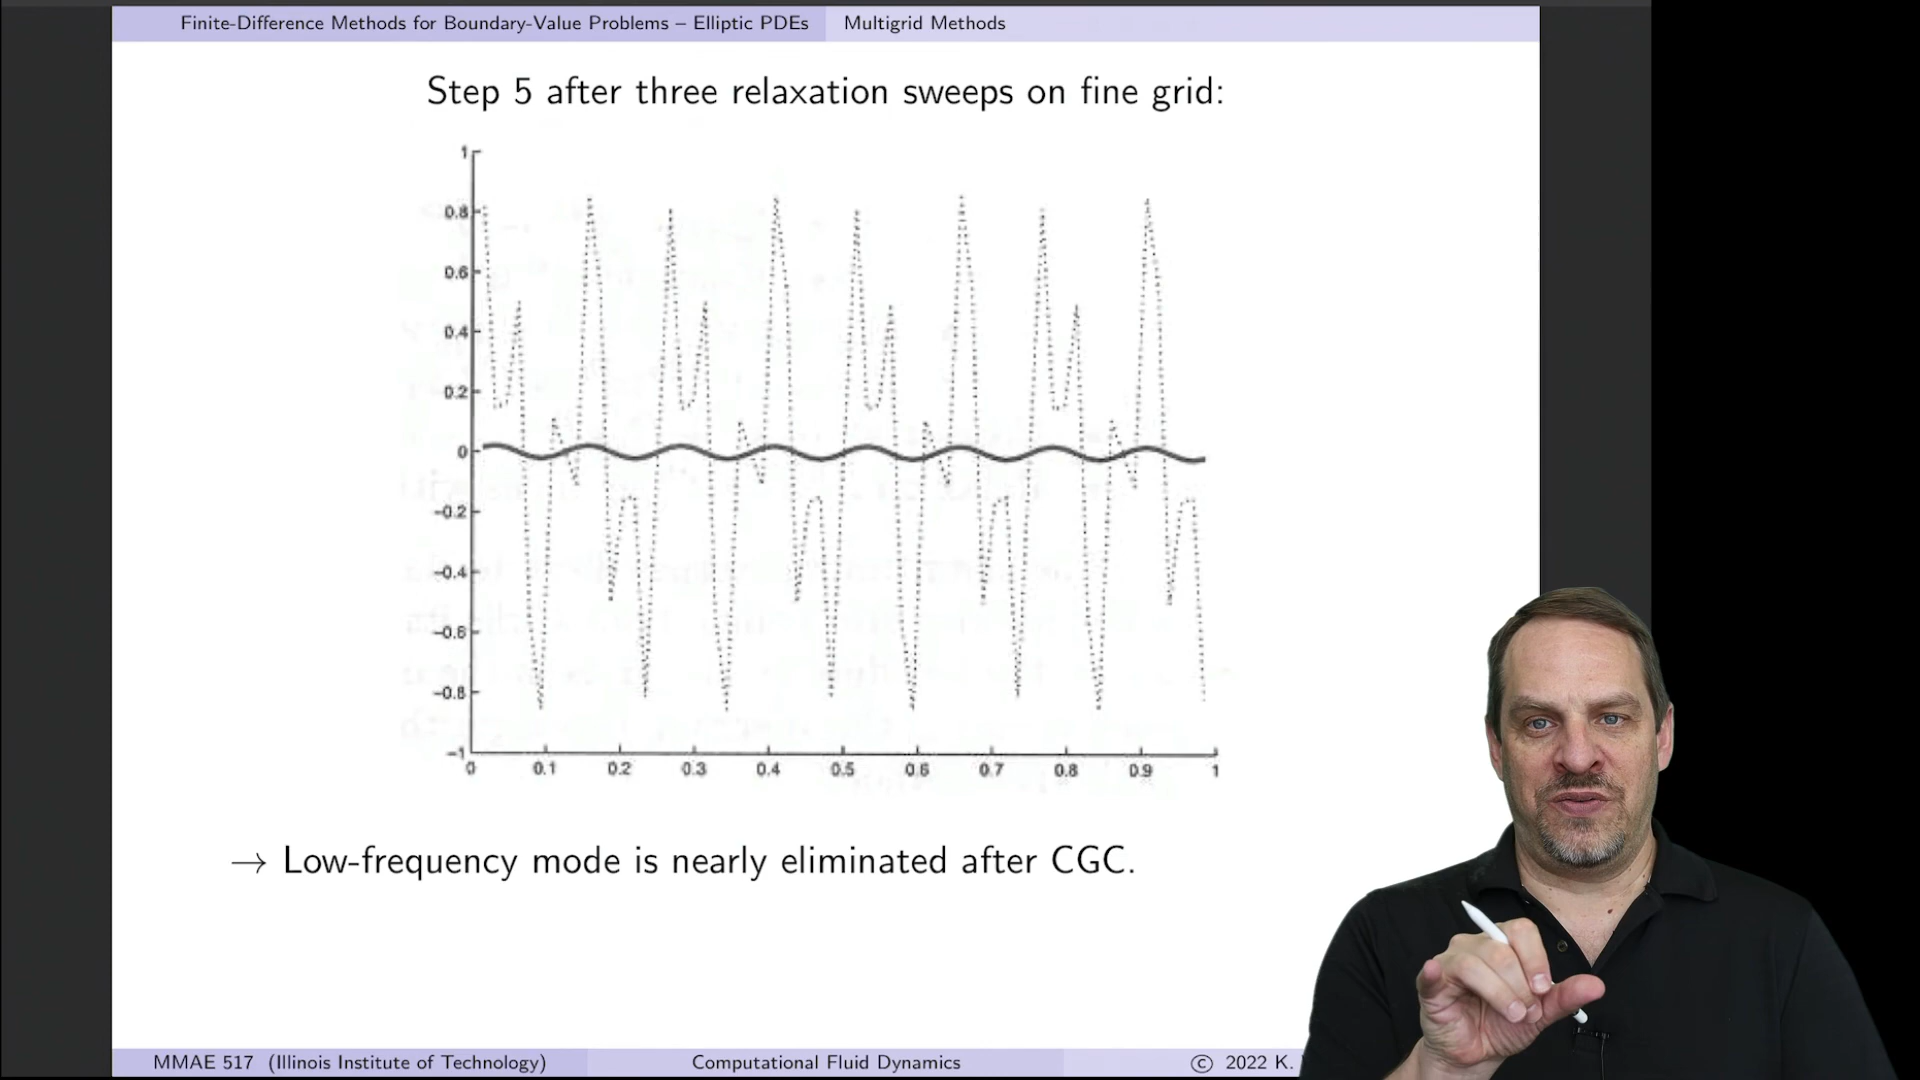 Finite-Difference Methods for Boundary-Value Problems – Elliptic PDEs Multigrid Methods
Step 5 after three relaxation sweeps on fine grid:
1
0.8
0.6
0.4
0.2
0
-0.2
-0.4
-0.6
-0.8
-1
0 0.1 0.2 0.3 0.4 0.5 0.6 0.7 0.8 0.9 1
→ Low-frequency mode is nearly eliminated after CGC.
MMAE 517 (Illinois Institute of Technology) Computational Fluid Dynamics © 2022 K.